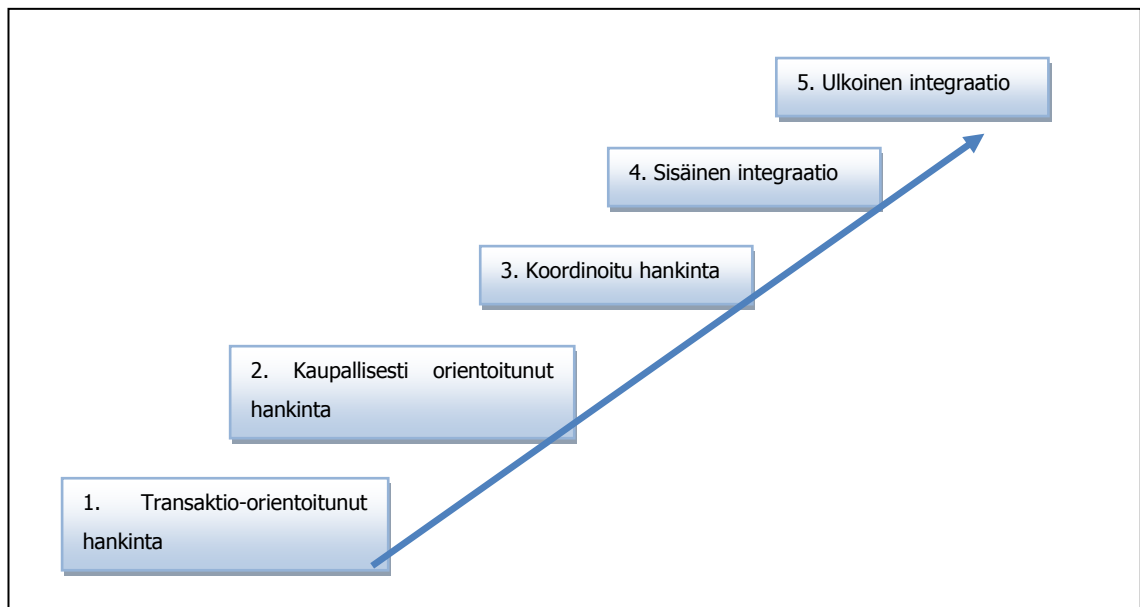 5. Ulkoinen integraatio
4. Sisäinen integraatio
3. Koordinoitu hankinta
2. Kaupallisesti orientoitunut
hankinta
1. Transaktio-orientoitunut
hankinta